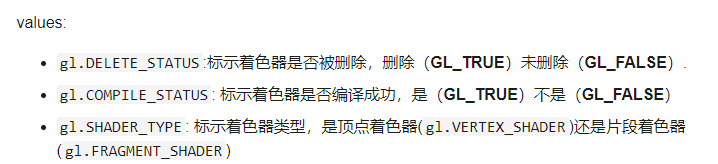 values:
• gl.DELETE_STATUS:标示着色器是否被删除，删除（GL_TRUE）未删除（GL_FALSE）.
• gl.COMPILE_STATUS: 标示着色器是否编译成功，是（GL_TRUE）不是（GL_FALSE）
• gl.SHADER_TYPE: 标示着色器类型，是顶点着色器(gl.VERTEX_SHADER)还是片段着色器
(gl.FRAGMENT_SHADER)